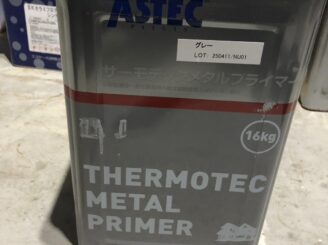 ASTEC
グレー
LOT: 250411/NU01
サーモテックメタルプライマー
16kg
THERMOTEC
METAL
PRIMER